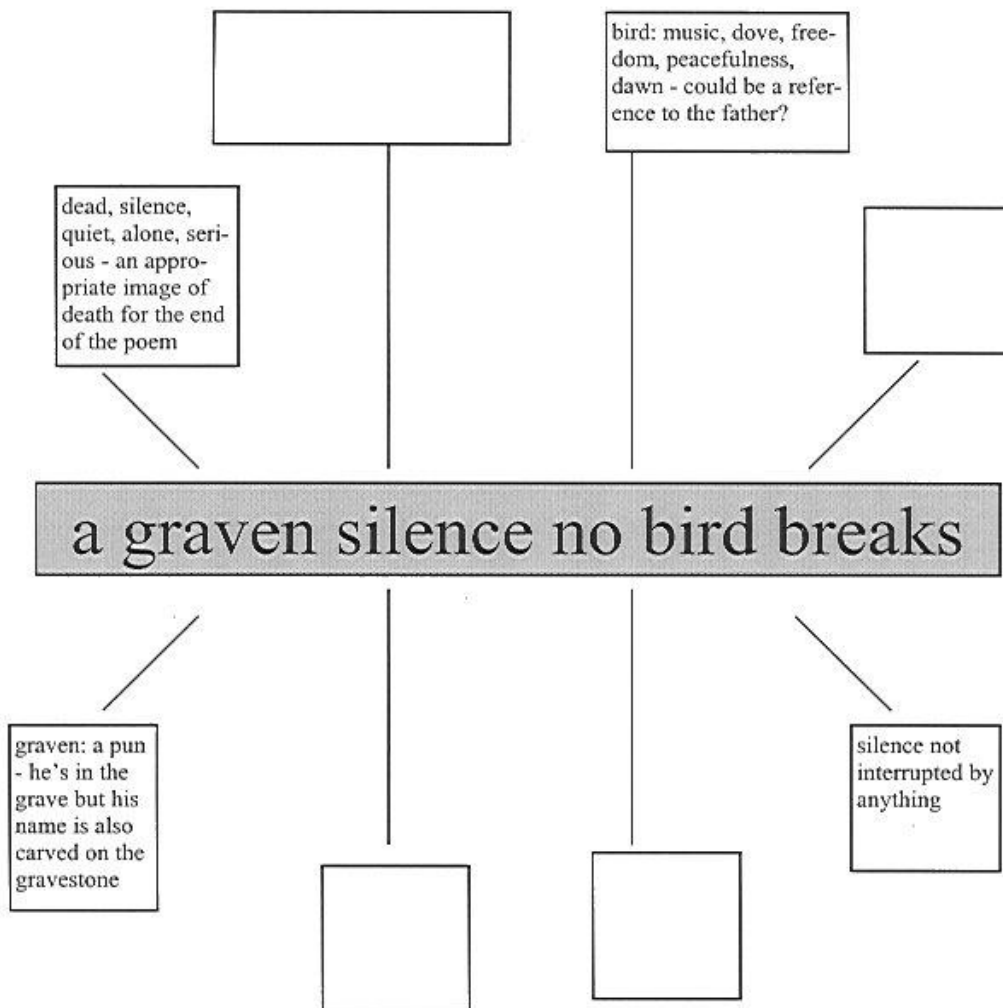 bird: music, dove, free-
dom, peacefulness,
dawn - could be a refer-
ence to the father?
dead, silence,
quiet, alone, seri-
ous - an appro-
priate image of
death for the end
of the poem
a graven silence no bird breaks
graven: a pun
- he's in the
grave but his
name is also
carved on the
gravestone
silence not
interrupted by
anything